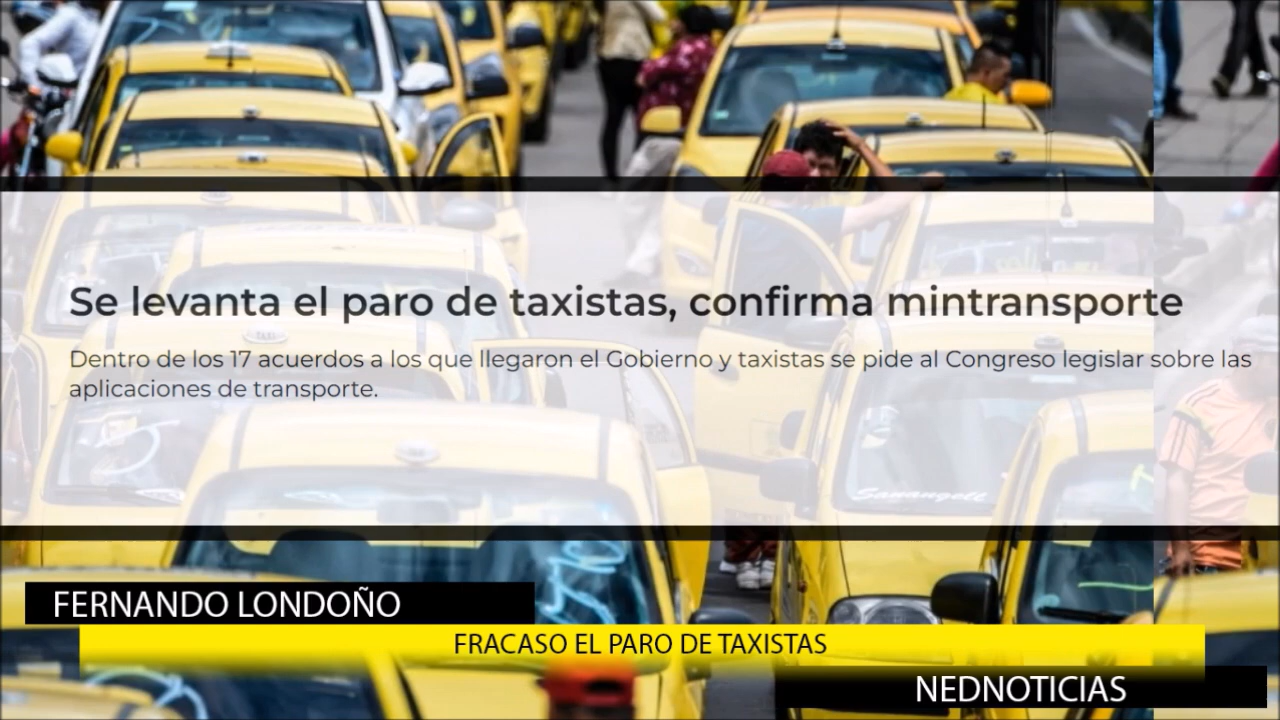 Se levanta el paro de taxistas, confirma mintransporte
Dentro de los 17 acuerdos a los que llegaron el Gobierno y taxistas se pide al Congreso legislar sobre las
aplicaciones de transporte.
TAXI
FERNANDO LONDOÑO
FRACASO EL PARO DE TAXISTAS
NEDNOTICIAS